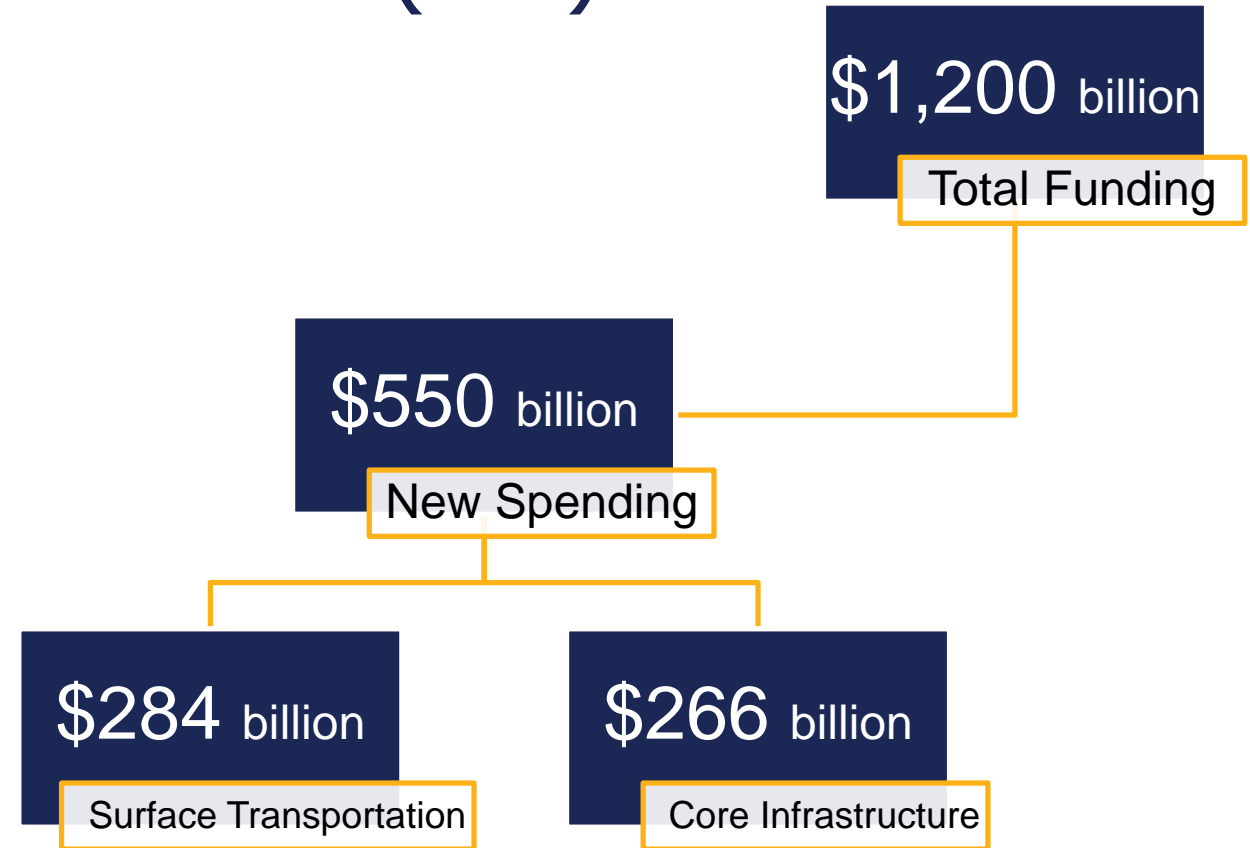 $1,200 billion
Total Funding
$550 billion
New Spending
$284 billion
Surface Transportation
$266 billion
Core Infrastructure